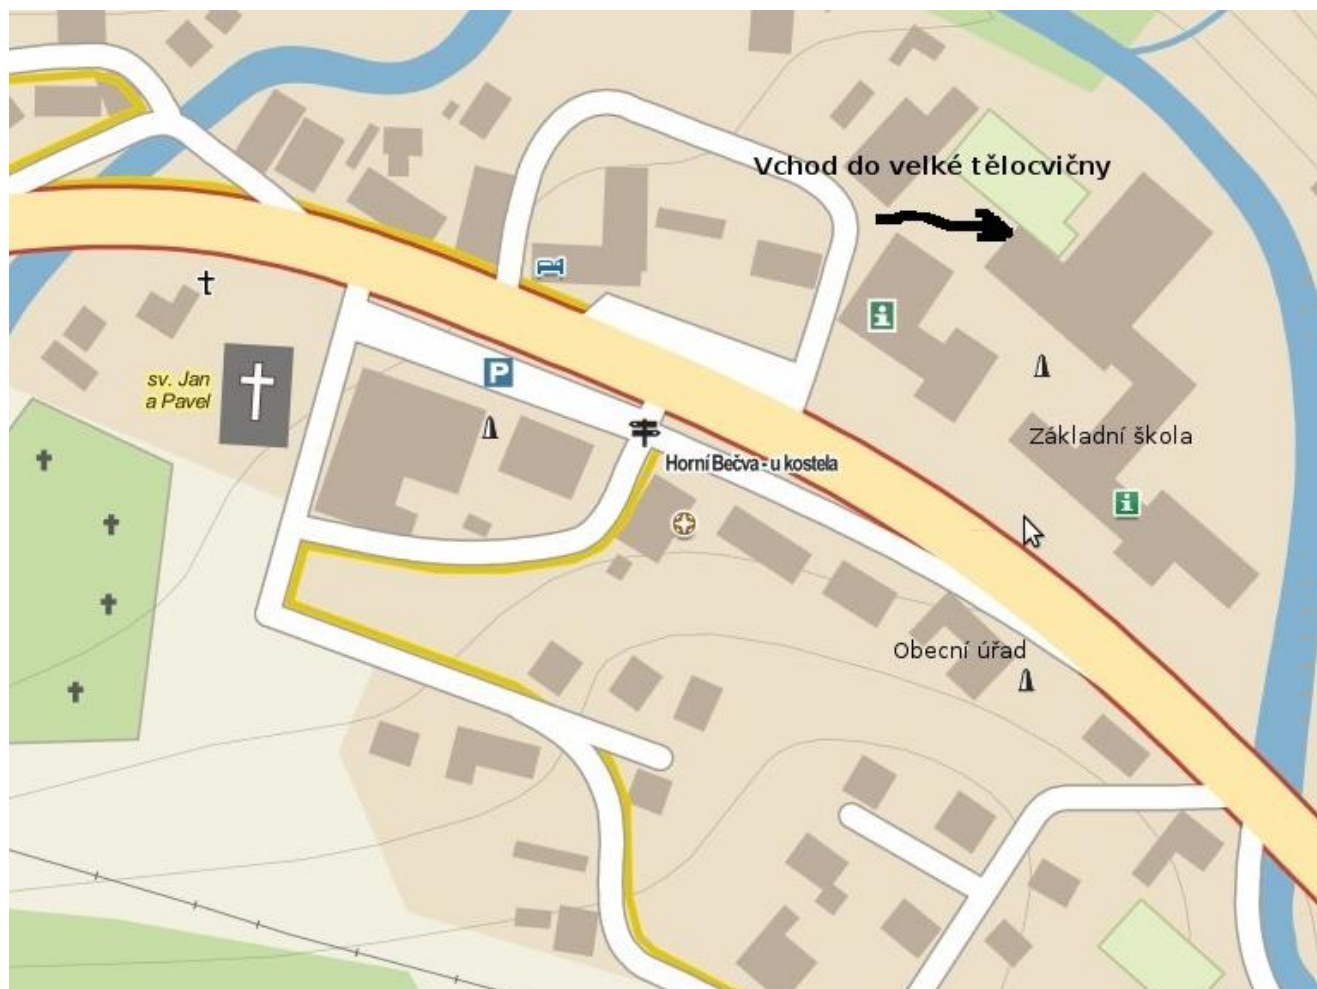 Vchod do velké tělocvičny
i
P
sv. Jan
a Pavel
Základní škola
Horní Bečva - u kostela
i
Obecní úřad